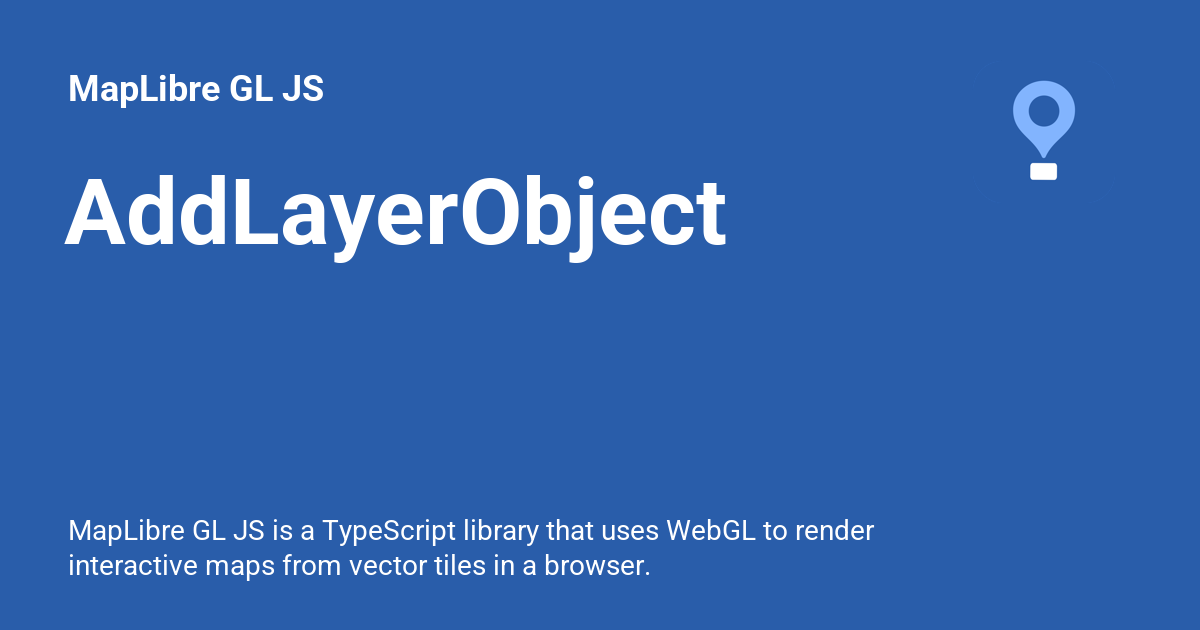 MapLibre GL JS
AddLayerObject
MapLibre GL JS is a TypeScript library that uses WebGL to render
interactive maps from vector tiles in a browser.